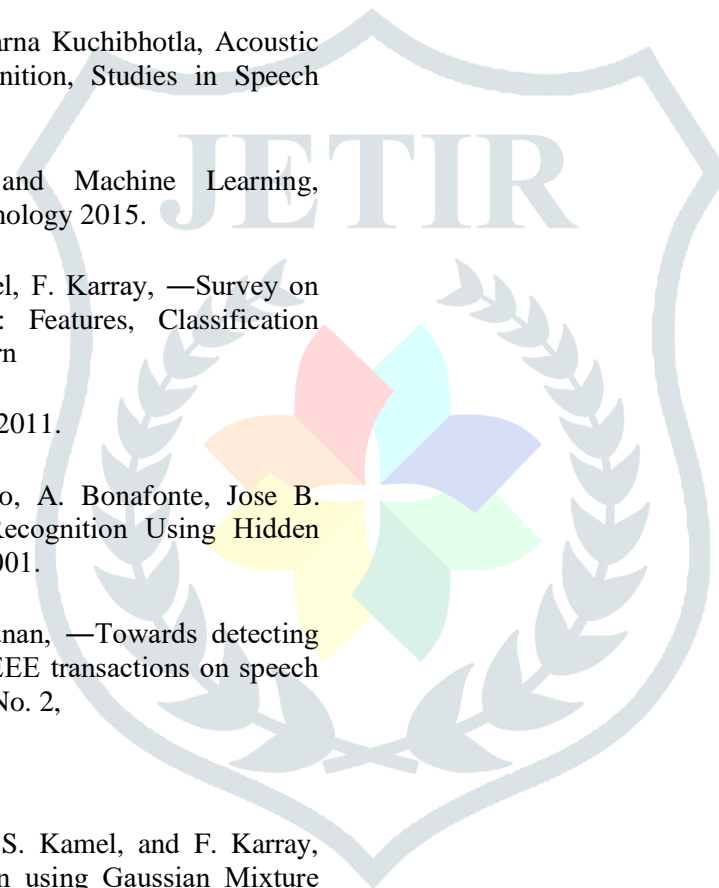 arna Kuchibhotla, Acoustic
nition, Studies in Speech
JETIR
and Machine Learning,
nology 2015.
el, F. Karray, ―Survey on
: Features, Classification
rn
2011.
o, A. Bonafonte, Jose B.
Recognition Using Hidden
001.
anan, ―Towards detecting
EEE transactions on speech
No. 2,
S. Kamel, and F. Karray,
n using Gaussian Mixture